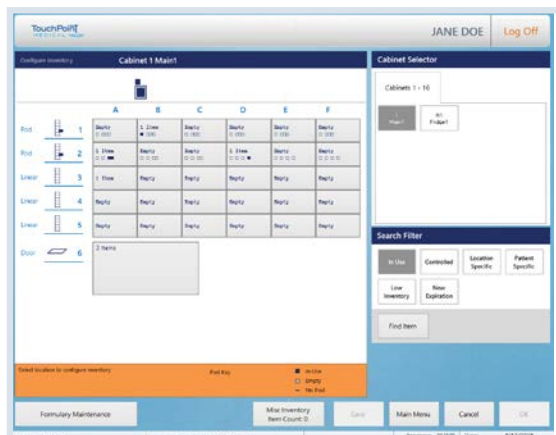 TouchPoint
MEDICAL
JANE DOE
Log Off
Configure Inventory
Cabinet 1 Main1
Cabinet Selector
Cabinets 1 - 16
1
Main1
Fridge1
A B C D E F
Pod 1 Empty 1 Item Empty Empty Empty Empty
Pod 2 1 Item Empty Empty 1 Item Empty Empty
Linear 3 1 Item Empty Empty Empty Empty Empty
Linear 4 Empty Empty Empty Empty Empty Empty
Linear 5 Empty Empty Empty Empty Empty Empty
Door 6 2 Items
Search Filter
In Use
Controlled
Location
Specific
Patient
Specific
Low
Inventory
Near
Expiration
Find Item
Select location to configure inventory
Pod Key
In Use
Empty
No Pod
Formulary Maintenance
Misc Inventory
Item Count: 0
Save
Main Menu
Cancel
OK